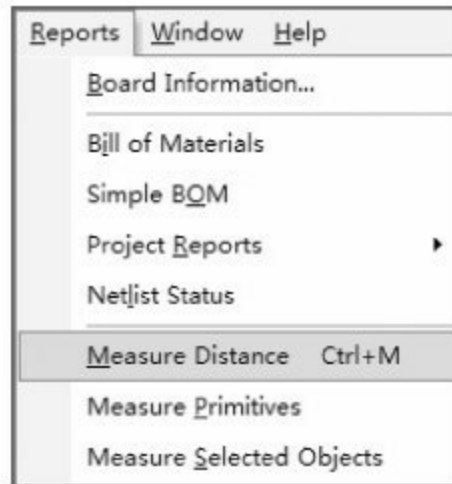 Reports Window Help
Board Information...
Bill of Materials
Simple BOM
Project Reports
Netlist Status
Measure Distance Ctrl+M
Measure Primitives
Measure Selected Objects